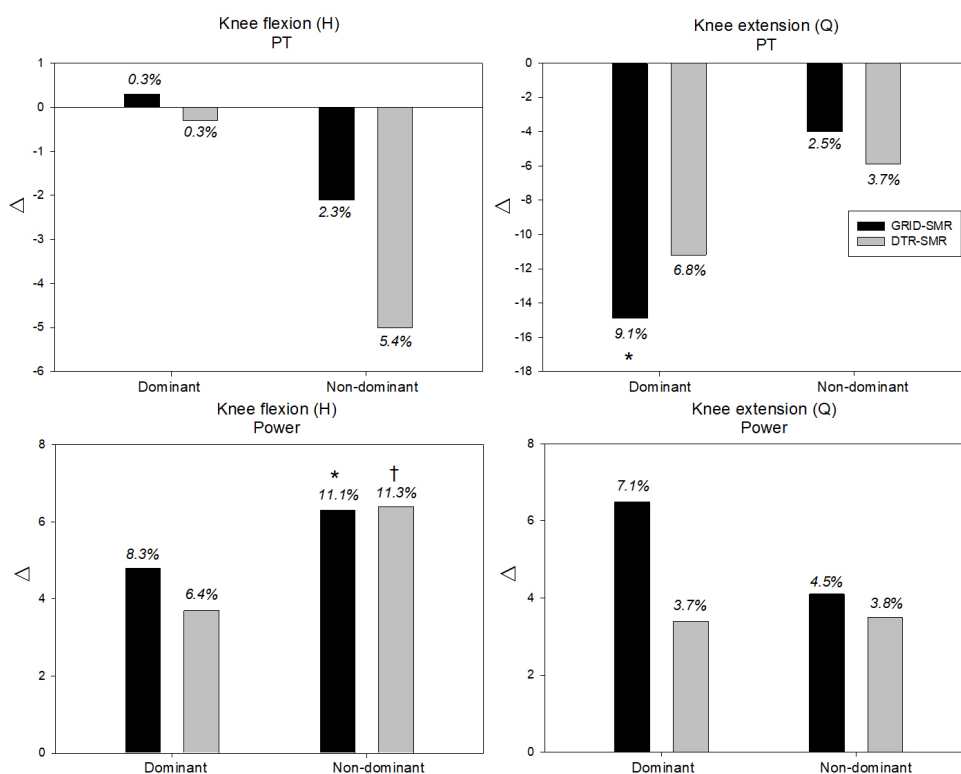 Knee flexion (H)
PT
1
0
-1
-2
-3
-4
-5
-6
Δ
0.3%
0.3%
2.3%
5.4%
Dominant
Non-dominant
Knee extension (Q)
PT
0
-2
-4
-6
-8
-10
-12
-14
-16
-18
Δ
9.1%
*
6.8%
2.5%
3.7%
GRID-SMR
DTR-SMR
Dominant
Non-dominant
Knee flexion (H)
Power
8
6
4
2
0
Δ
8.3%
6.4%
*
11.1%
†
11.3%
Dominant
Non-dominant
Knee extension (Q)
Power
8
6
4
2
0
Δ
7.1%
3.7%
4.5%
3.8%
Dominant
Non-dominant